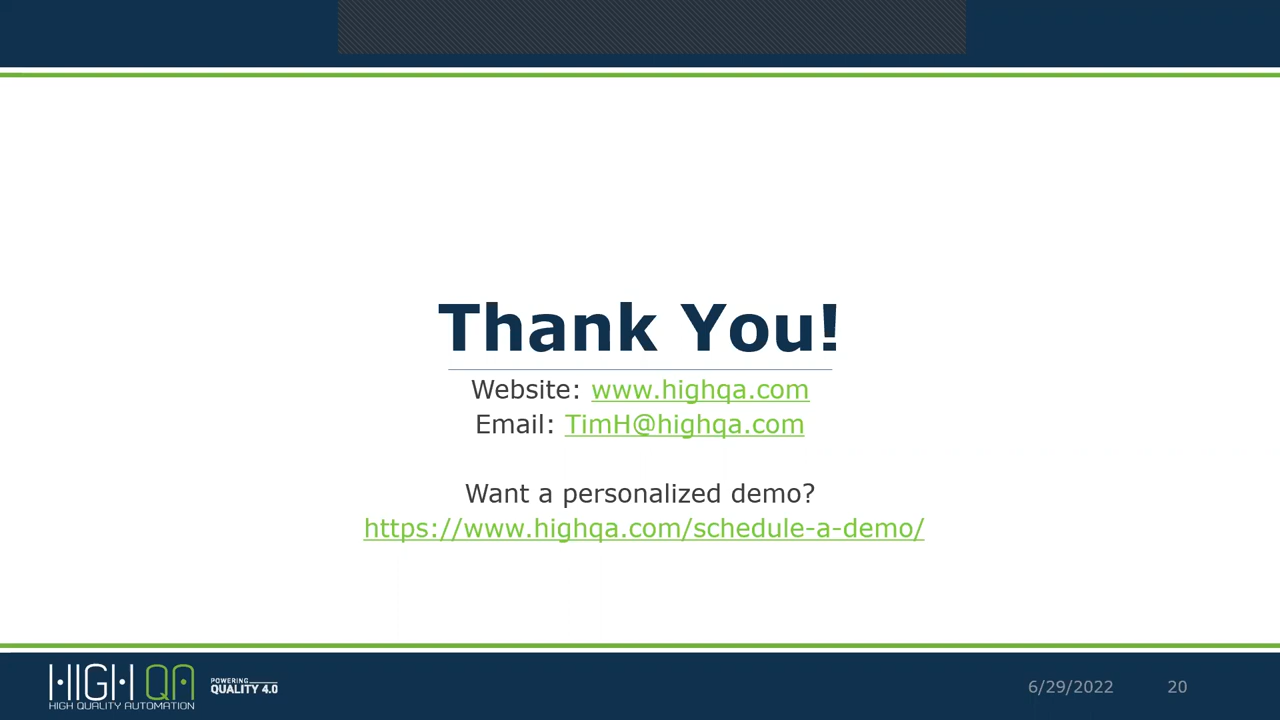 Thank You!
Website: www.highqa.com
Email: TimH@highqa.com
Want a personalized demo?
https://www.highqa.com/schedule-a-demo/
HIGH QA
HIGH QUALITY AUTOMATION
POWERING
QUALITY 4.0
6/29/2022
20